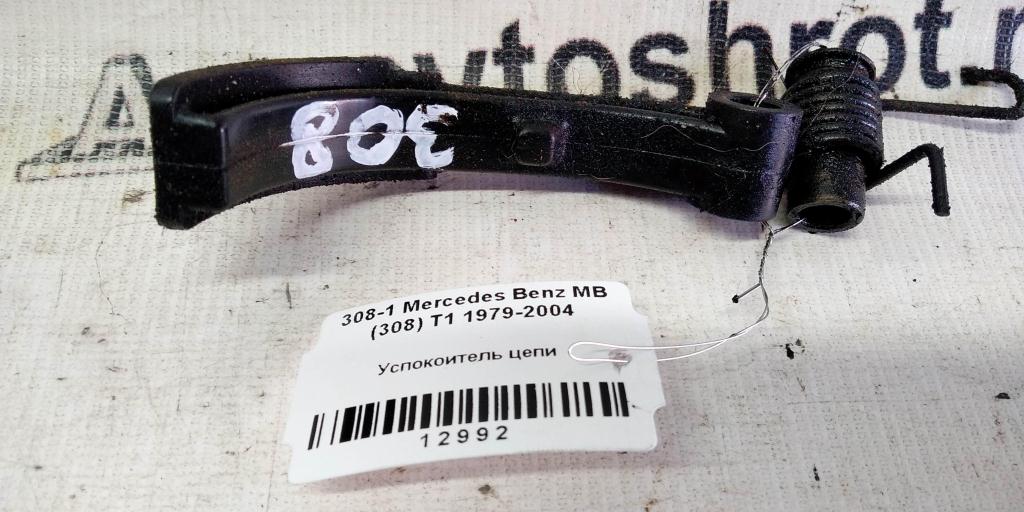 Avtoshrot.
308
308-1 Mercedes Benz MB
(308) T1 1979-2004
Успокоитель цепи
12992